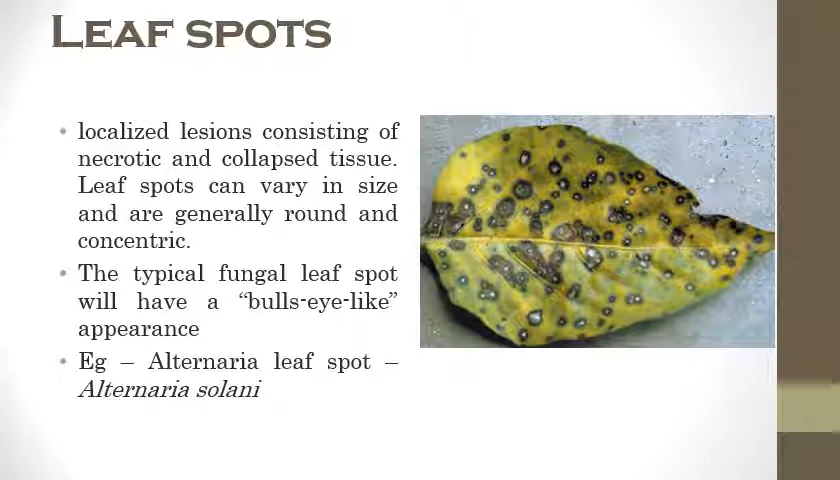 LEAF SPOTS
• localized lesions consisting of
necrotic and collapsed tissue.
Leaf spots can vary in size
and are generally round and
concentric.
• The typical fungal leaf spot
will have a “bulls-eye-like”
appearance
• Eg – Alternaria leaf spot –
Alternaria solani